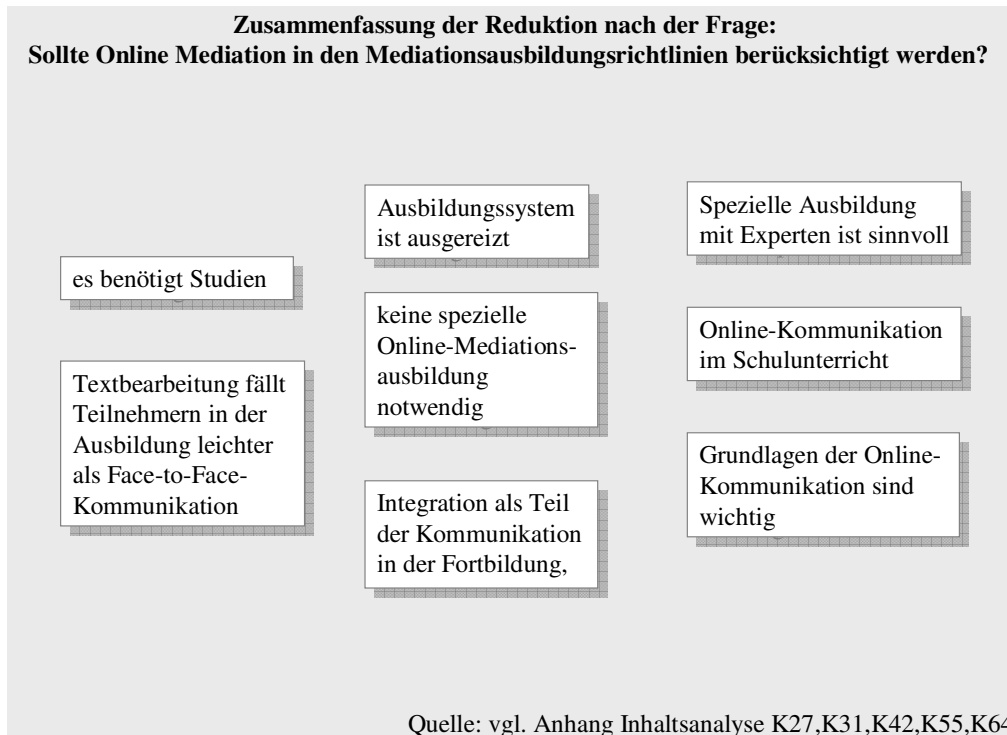 Zusammenfassung der Reduktion nach der Frage:
Sollte Online Mediation in den Mediationsausbildungsrichtlinien berücksichtigt werden?
es benötigt Studien
Textbearbeitung fällt
Teilnehmern in der
Ausbildung leichter
als Face-to-Face-
Kommunikation
Ausbildungssystem
ist ausgereizt
keine spezielle
Online-Mediations-
ausbildung
notwendig
Integration als Teil
der Kommunikation
in der Fortbildung,
Spezielle Ausbildung
mit Experten ist sinnvoll
Online-Kommunikation
im Schulunterricht
Grundlagen der Online-
Kommunikation sind
wichtig
Quelle: vgl. Anhang Inhaltsanalyse K27,K31,K42,K55,K64